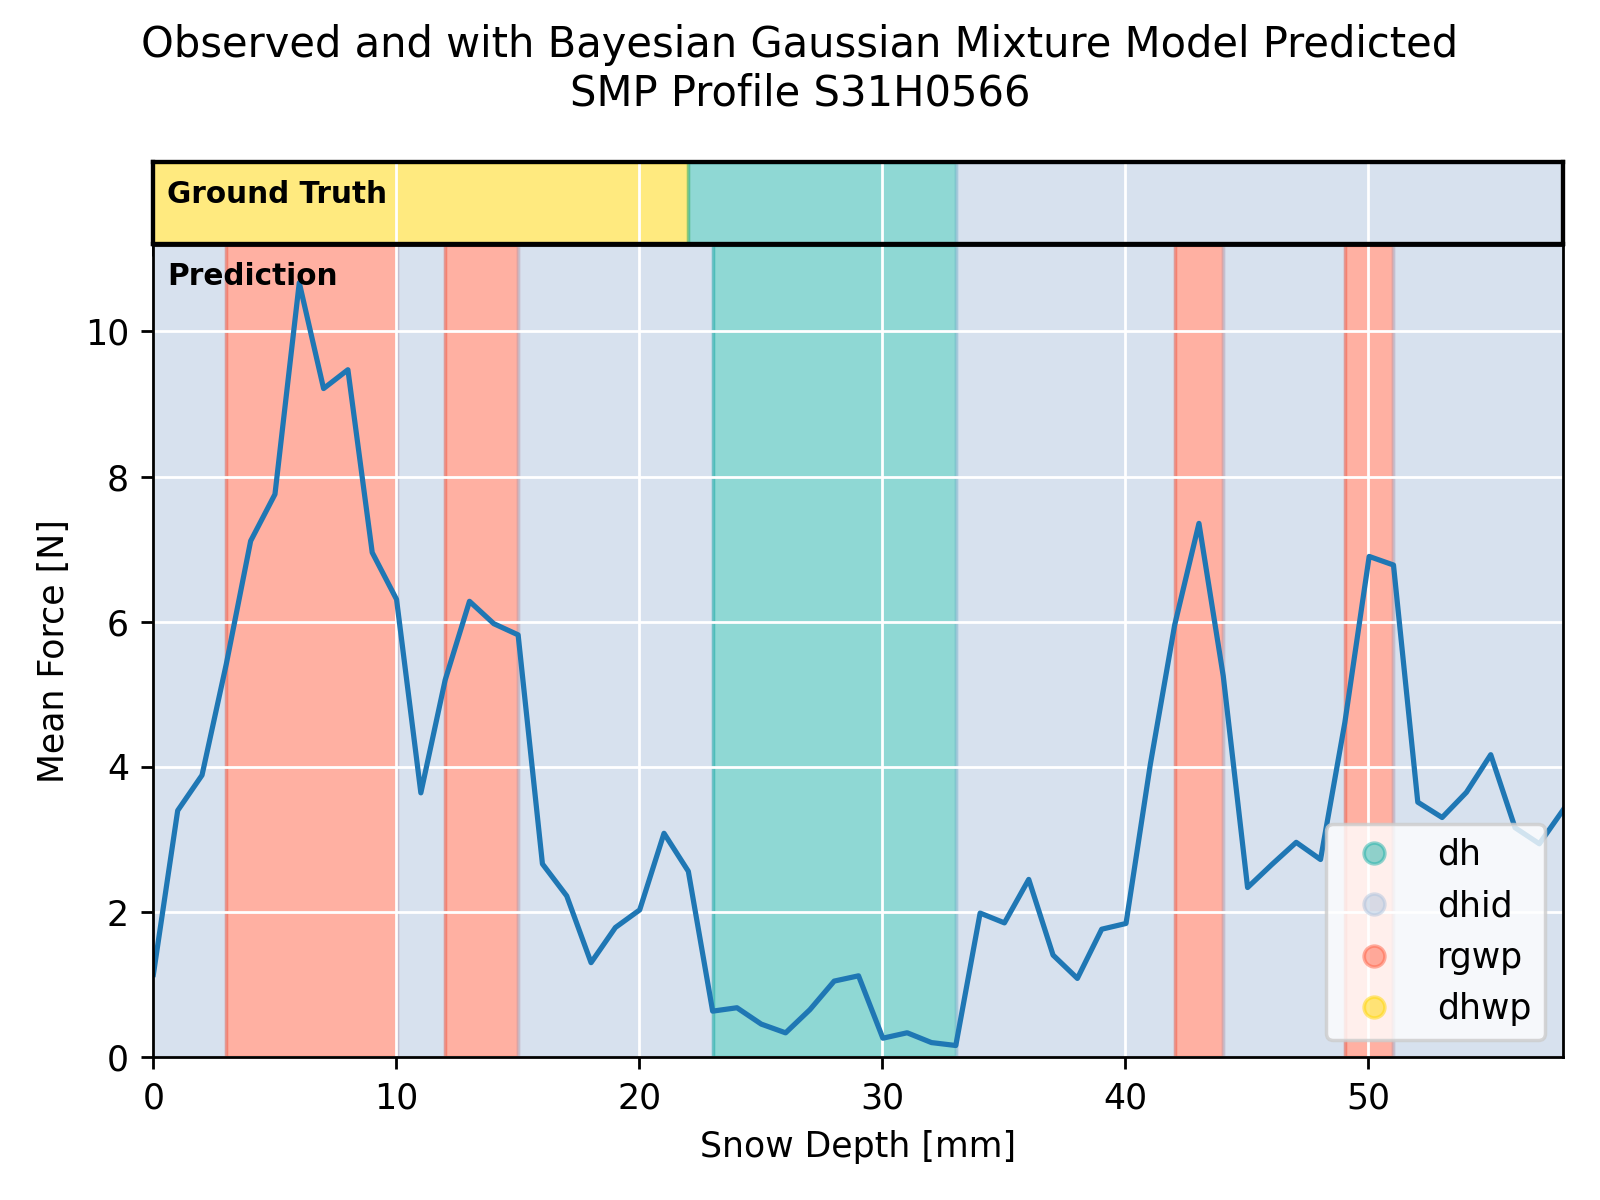 Observed and with Bayesian Gaussian Mixture Model Predicted
SMP Profile S31H0566
Ground Truth
Prediction
10
8
6
4
2
0
Mean Force [N]
dh
dhid
rgwp
dhwp
0 10 20 30 40 50
Snow Depth [mm]